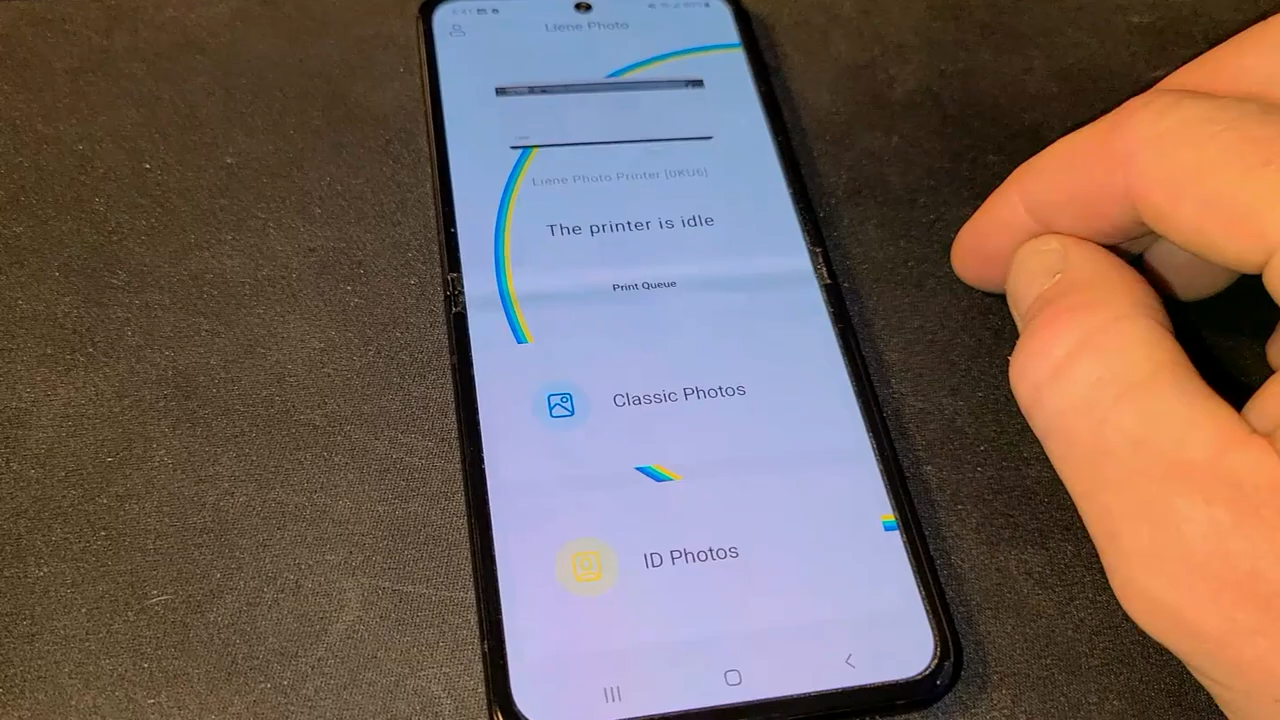 Liene Photo
Liene Photo Printer [0KU6]
The printer is idle
Print Queue
Classic Photos
ID Photos